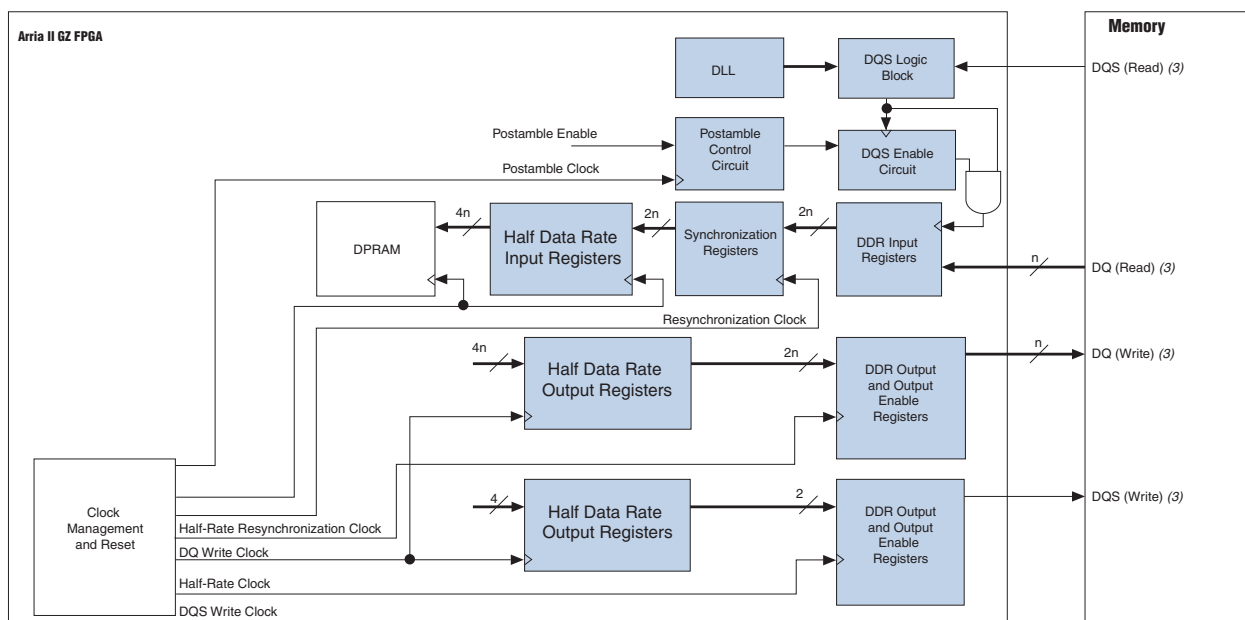 Arria II GZ FPGA
Memory
DLL
DQS Logic
Block
DQS (Read) (3)
Postamble Enable
Postamble
Control
Circuit
DQS Enable
Circuit
Postamble Clock
4n
2n
2n
DPRAM
Half Data Rate
Input Registers
Synchronization
Registers
DDR Input
Registers
n
DQ (Read) (3)
Resynchronization Clock
4n
Half Data Rate
Output Registers
2n
DDR Output
and Output
Enable
Registers
n
DQ (Write) (3)
Clock
Management
and Reset
4
Half Data Rate
Output Registers
2
DDR Output
and Output
Enable
Registers
DQS (Write) (3)
Half-Rate Resynchronization Clock
DQ Write Clock
Half-Rate Clock
DQS Write Clock